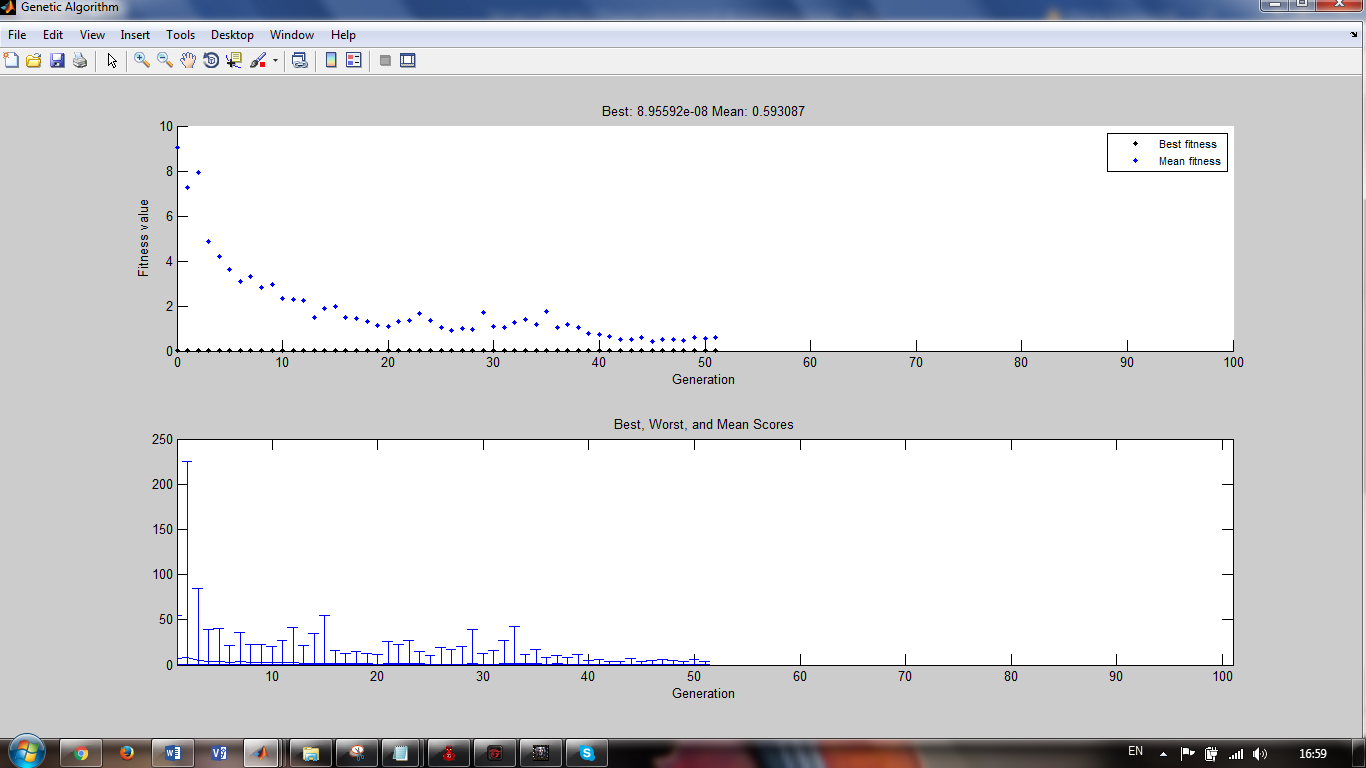 Genetic Algorithm
File Edit View Insert Tools Desktop Window Help
Best: 8.95592e-08 Mean: 0.593087
10
8
6
4
2
0
Fitness value
Best fitness
Mean fitness
0 10 20 30 40 50 60 70 80 90 100
Generation
Best, Worst, and Mean Scores
250
200
150
100
50
0
10 20 30 40 50 60 70 80 90 100
Generation
EN
16:59